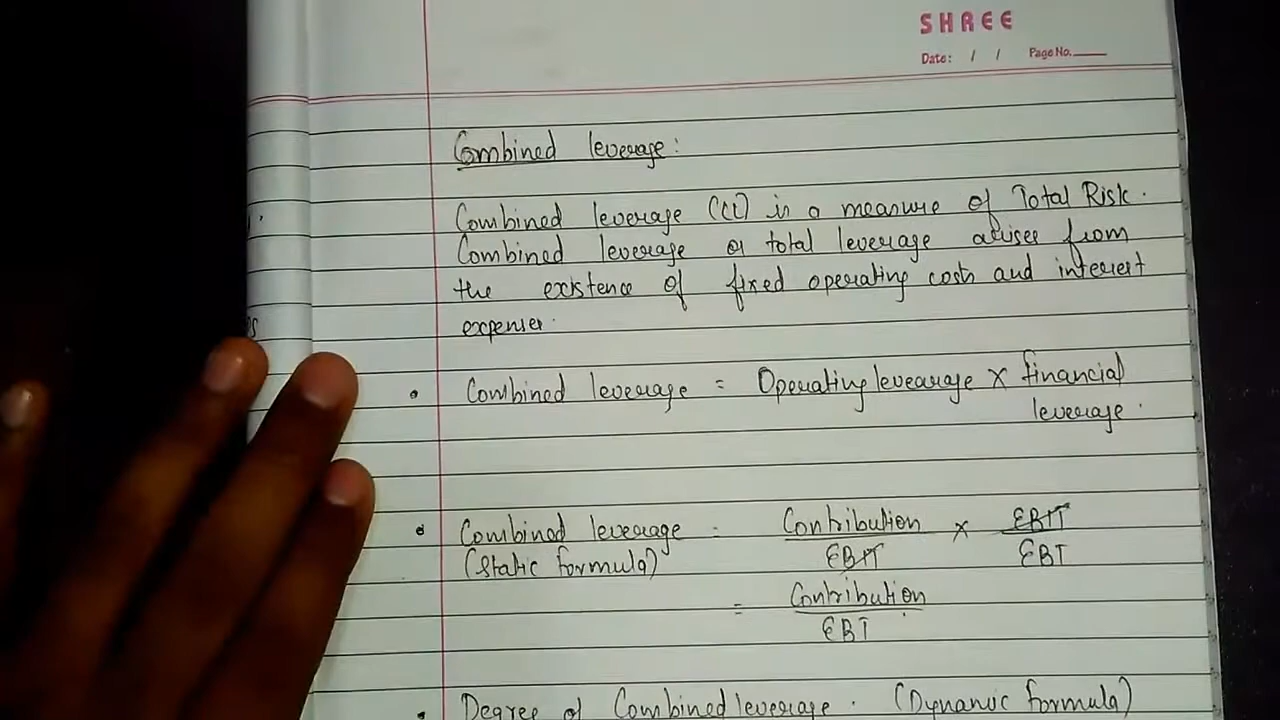 SHREE
Date: / / Page No.
Combined leverage:
Combined leverage (CL) is a measure of Total Risk.
Combined leverage or total leverage arises from
the existence of fixed operating costs and interest
expenses.
• Combined leverage = Operating levearage × financial
leverage.
• Combined leverage = Contribution / EBIT × EBIT / EBT
(Static formula)
= Contribution / EBT
• Degree of Combined leverage. (Dynamic formula)